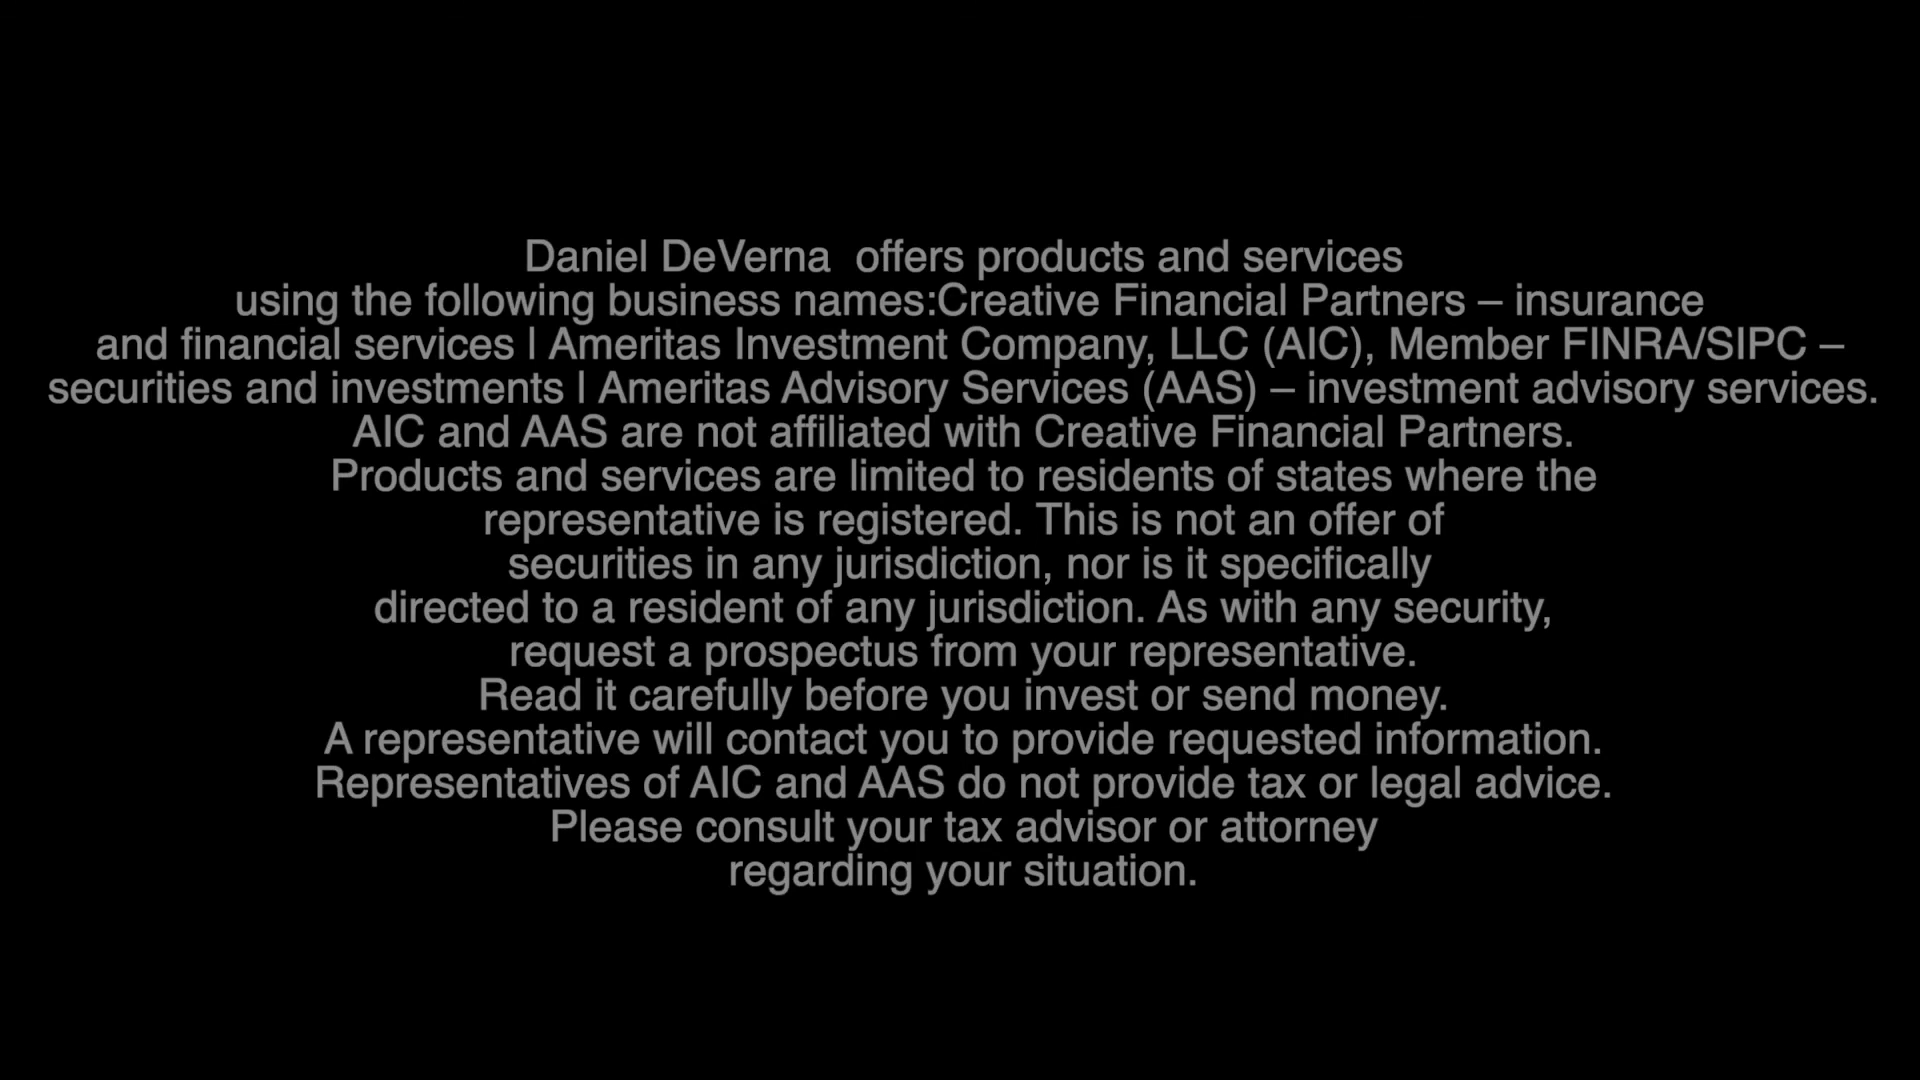 Daniel DeVerna  offers products and services
using the following business names:Creative Financial Partners – insurance
and financial services | Ameritas Investment Company, LLC (AIC), Member FINRA/SIPC –
securities and investments | Ameritas Advisory Services (AAS) – investment advisory services.
AIC and AAS are not affiliated with Creative Financial Partners.
Products and services are limited to residents of states where the
representative is registered. This is not an offer of
securities in any jurisdiction, nor is it specifically
directed to a resident of any jurisdiction. As with any security,
request a prospectus from your representative.
Read it carefully before you invest or send money.
A representative will contact you to provide requested information.
Representatives of AIC and AAS do not provide tax or legal advice.
Please consult your tax advisor or attorney
regarding your situation.